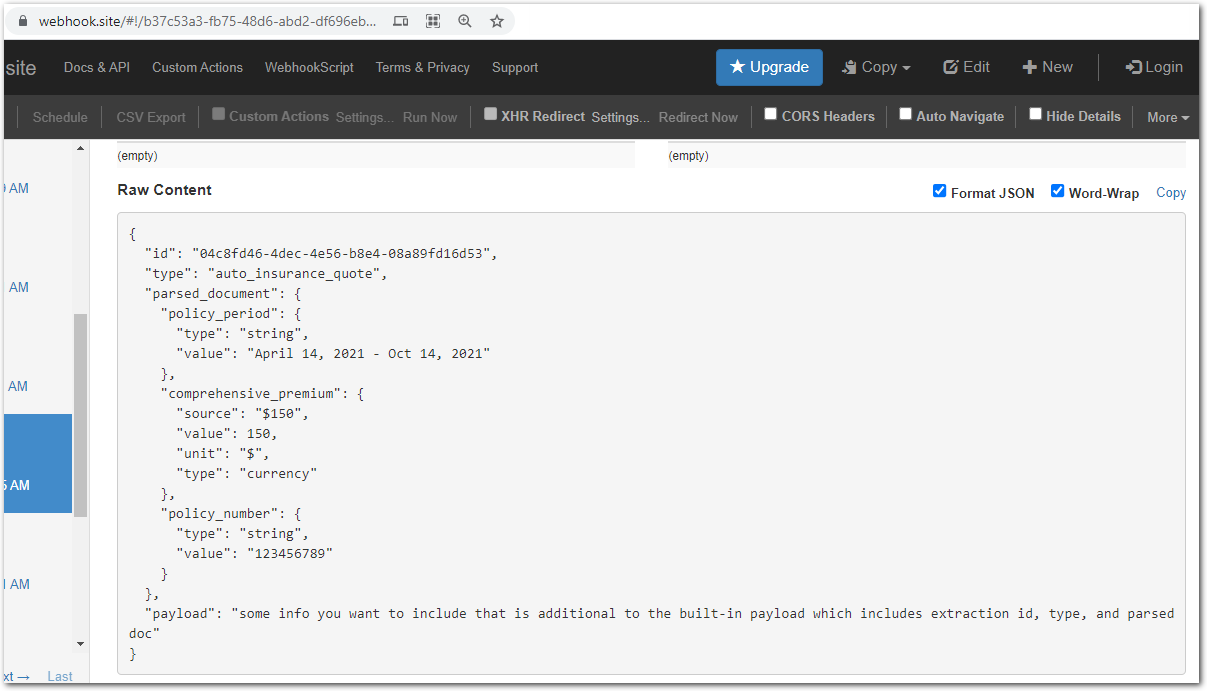 webhook.site/#!/b37c53a3-fb75-48d6-abd2-df696eb...
site Docs & API Custom Actions WebhookScript Terms & Privacy Support Upgrade Copy Edit New Login
Schedule CSV Export Custom Actions Settings... Run Now XHR Redirect Settings... Redirect Now CORS Headers Auto Navigate Hide Details More
(empty) (empty)
AM
Raw Content Format JSON Word-Wrap Copy
{
"id": "04c8fd46-4dec-4e56-b8e4-08a89fd16d53",
"type": "auto_insurance_quote",
AM
"parsed_document": {
"policy_period": {
"type": "string",
"value": "April 14, 2021 - Oct 14, 2021"
},
AM
"comprehensive_premium": {
"source": "$150",
"value": 150,
"unit": "$",
"type": "currency"
5 AM
},
"policy_number": {
"type": "string",
"value": "123456789"
}
AM
},
"payload": "some info you want to include that is additional to the built-in payload which includes extraction id, type, and parsed
doc"
}
xt → Last